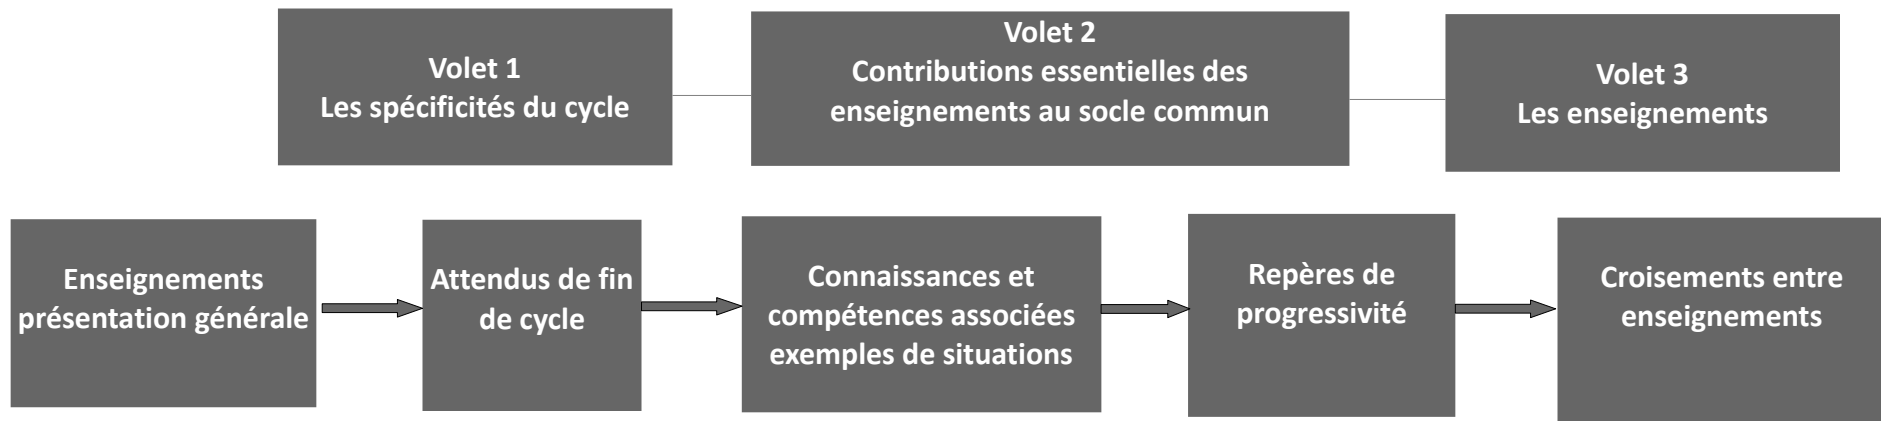 Volet 1
Les spécificités du cycle
Volet 2
Contributions essentielles des
enseignements au socle commun
Volet 3
Les enseignements
Enseignements
présentation générale
Attendus de fin
de cycle
Connaissances et
compétences associées
exemples de situations
Repères de
progressivité
Croisements entre
enseignements